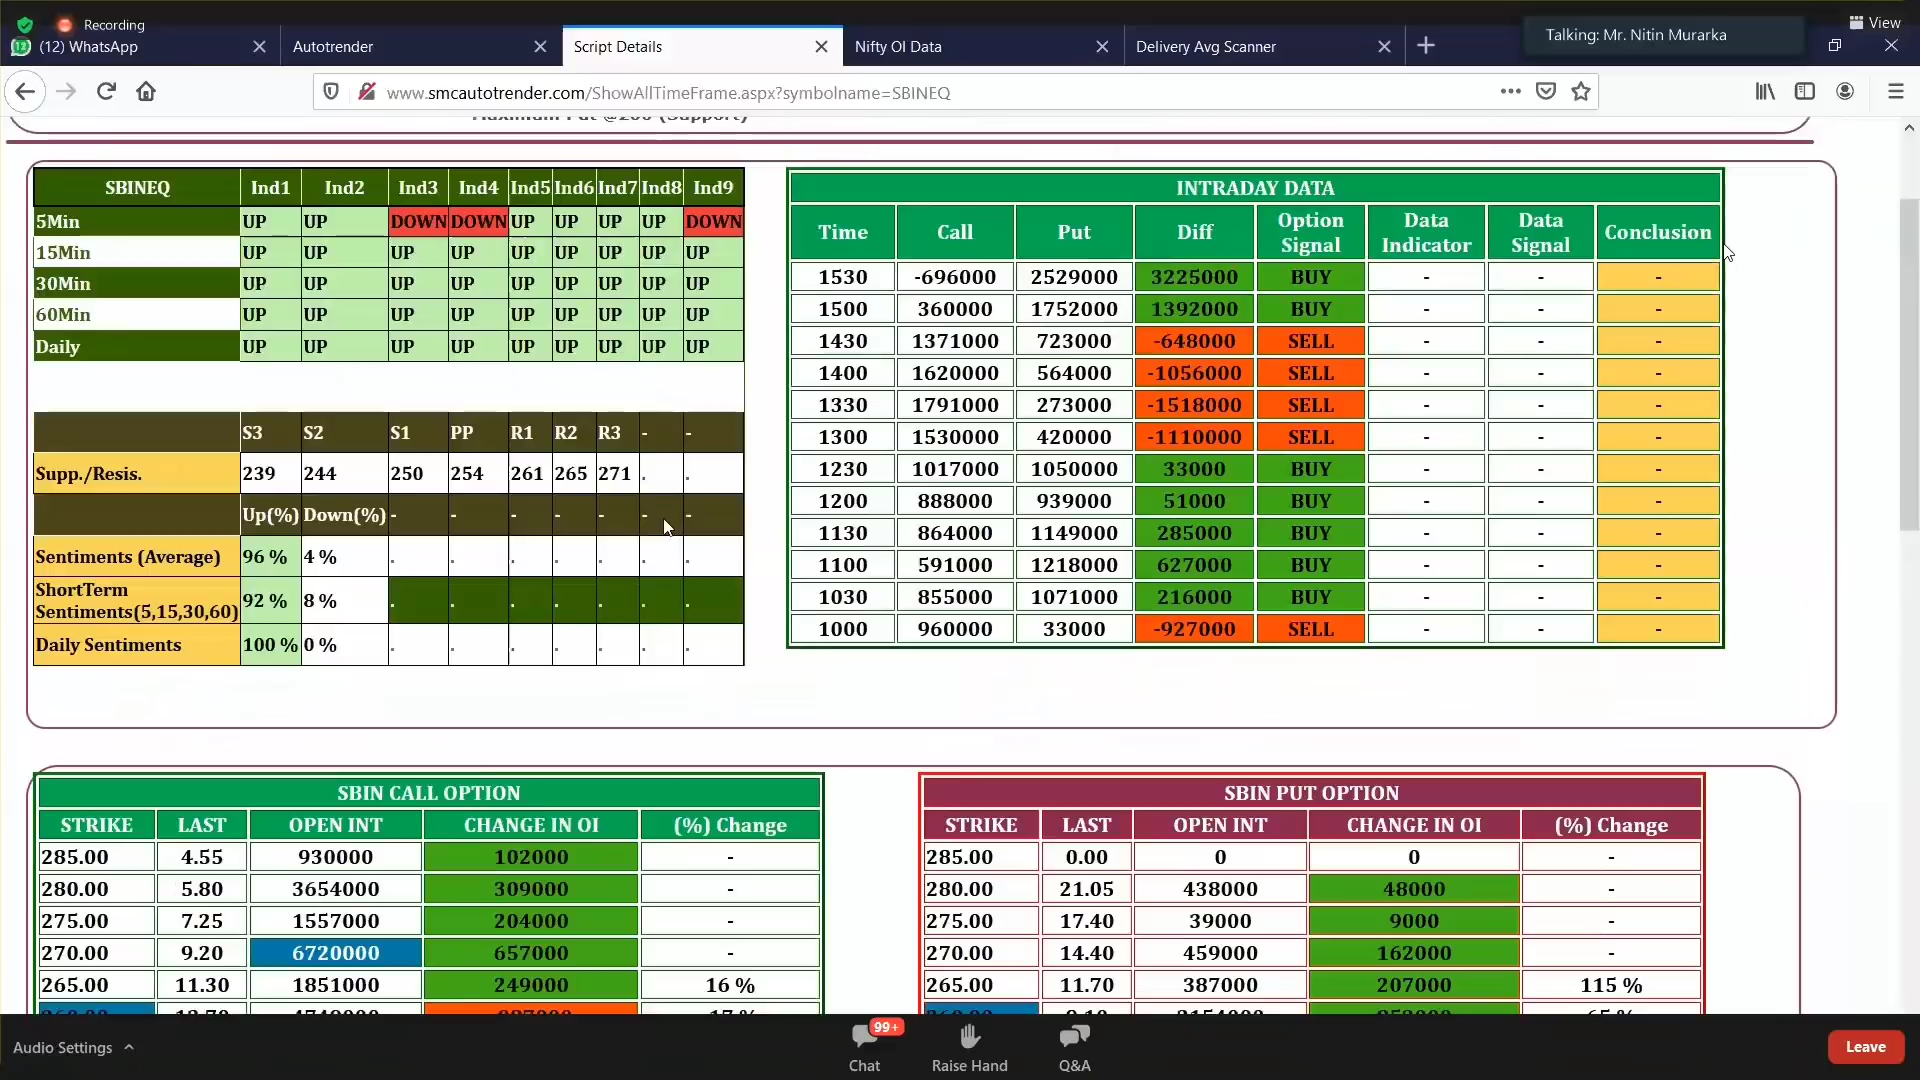 Recording
View
Talking: Mr. Nitin Murarka
(12) WhatsApp
Autotrender
Script Details
Nifty OI Data
Delivery Avg Scanner
www.smcautotrender.com/ShowAllTimeFrame.aspx?symbolname=SBINEQ
SBINEQ Ind1 Ind2 Ind3 Ind4 Ind5 Ind6 Ind7 Ind8 Ind9
5Min UP UP DOWN DOWN UP UP UP UP DOWN
15Min UP UP UP UP UP UP UP UP UP
30Min UP UP UP UP UP UP UP UP UP
60Min UP UP UP UP UP UP UP UP UP
Daily UP UP UP UP UP UP UP UP UP
S3 S2 S1 PP R1 R2 R3 - -
Supp./Resis. 239 244 250 254 261 265 271 . .
Up(%) Down(%) - - - - - - -
Sentiments (Average) 96 % 4 % . . . . . . .
ShortTerm
Sentiments(5,15,30,60) 92 % 8 % . . . . . . .
Daily Sentiments 100 % 0 % . . . . . . .
INTRADAY DATA
Time Call Put Diff Option Signal Data Indicator Data Signal Conclusion
1530 -696000 2529000 3225000 BUY - - -
1500 360000 1752000 1392000 BUY - - -
1430 1371000 723000 -648000 SELL - - -
1400 1620000 564000 -1056000 SELL - - -
1330 1791000 273000 -1518000 SELL - - -
1300 1530000 420000 -1110000 SELL - - -
1230 1017000 1050000 33000 BUY - - -
1200 888000 939000 51000 BUY - - -
1130 864000 1149000 285000 BUY - - -
1100 591000 1218000 627000 BUY - - -
1030 855000 1071000 216000 BUY - - -
1000 960000 33000 -927000 SELL - - -
SBIN CALL OPTION
STRIKE LAST OPEN INT CHANGE IN OI (%) Change
285.00 4.55 930000 102000 -
280.00 5.80 3654000 309000 -
275.00 7.25 1557000 204000 -
270.00 9.20 6720000 657000 -
265.00 11.30 1851000 249000 16 %
SBIN PUT OPTION
STRIKE LAST OPEN INT CHANGE IN OI (%) Change
285.00 0.00 0 0 -
280.00 21.05 438000 48000 -
275.00 17.40 39000 9000 -
270.00 14.40 459000 162000 -
265.00 11.70 387000 207000 115 %
Audio Settings
99+
Chat
Raise Hand
Q&A
Leave